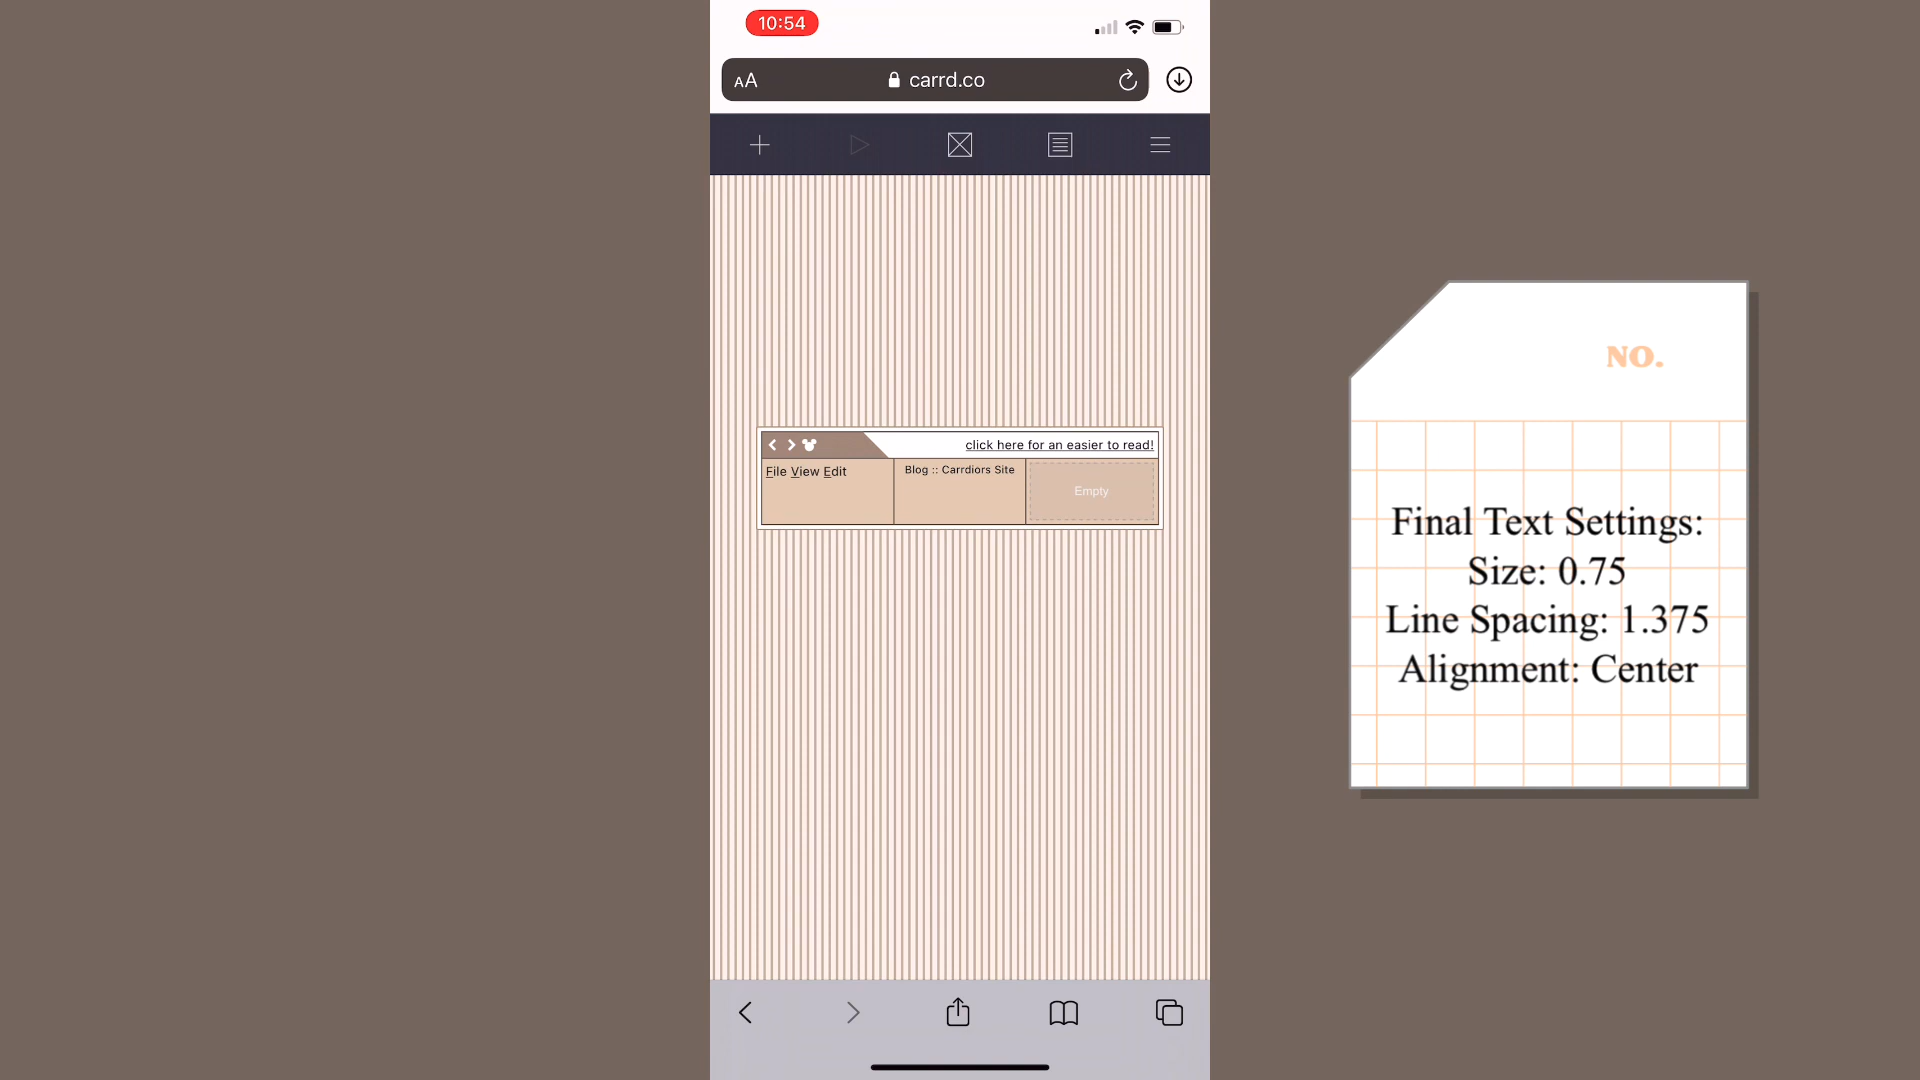 10:54
AA
carrd.co
click here for an easier to read!
File View Edit
Blog :: Carrdiors Site
Empty
NO.
Final Text Settings:
Size: 0.75
Line Spacing: 1.375
Alignment: Center